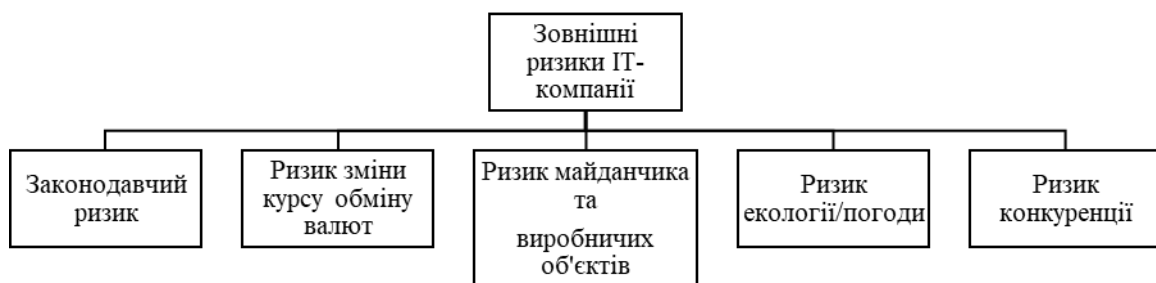 Зовнішні
ризики ІТ-
компанії
Законодавчий
ризик
Ризик зміни
курсу обміну
валют
Ризик майданчика
та
виробничих
об'єктів
Ризик
екології/погоди
Ризик
конкуренції